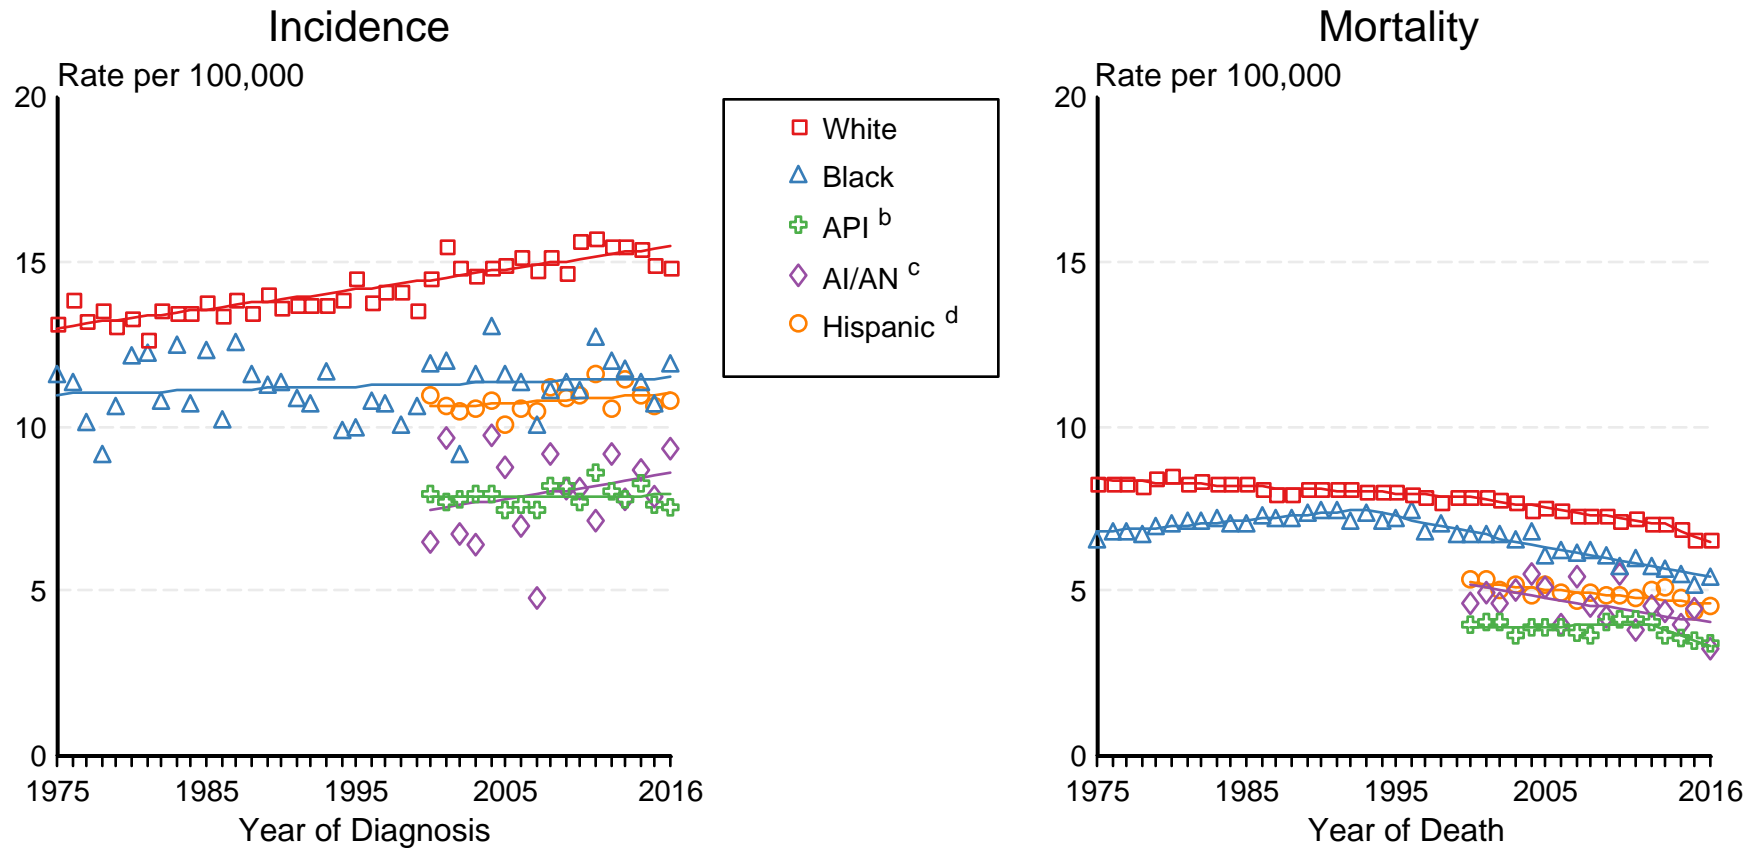 Incidence
Rate per 100,000
20
15
10
5
0
1975 1985 1995 2005 2016
Year of Diagnosis
White
Black
API b
AI/AN c
Hispanic d
Mortality
Rate per 100,000
20
15
10
5
0
1975 1985 1995 2005 2016
Year of Death